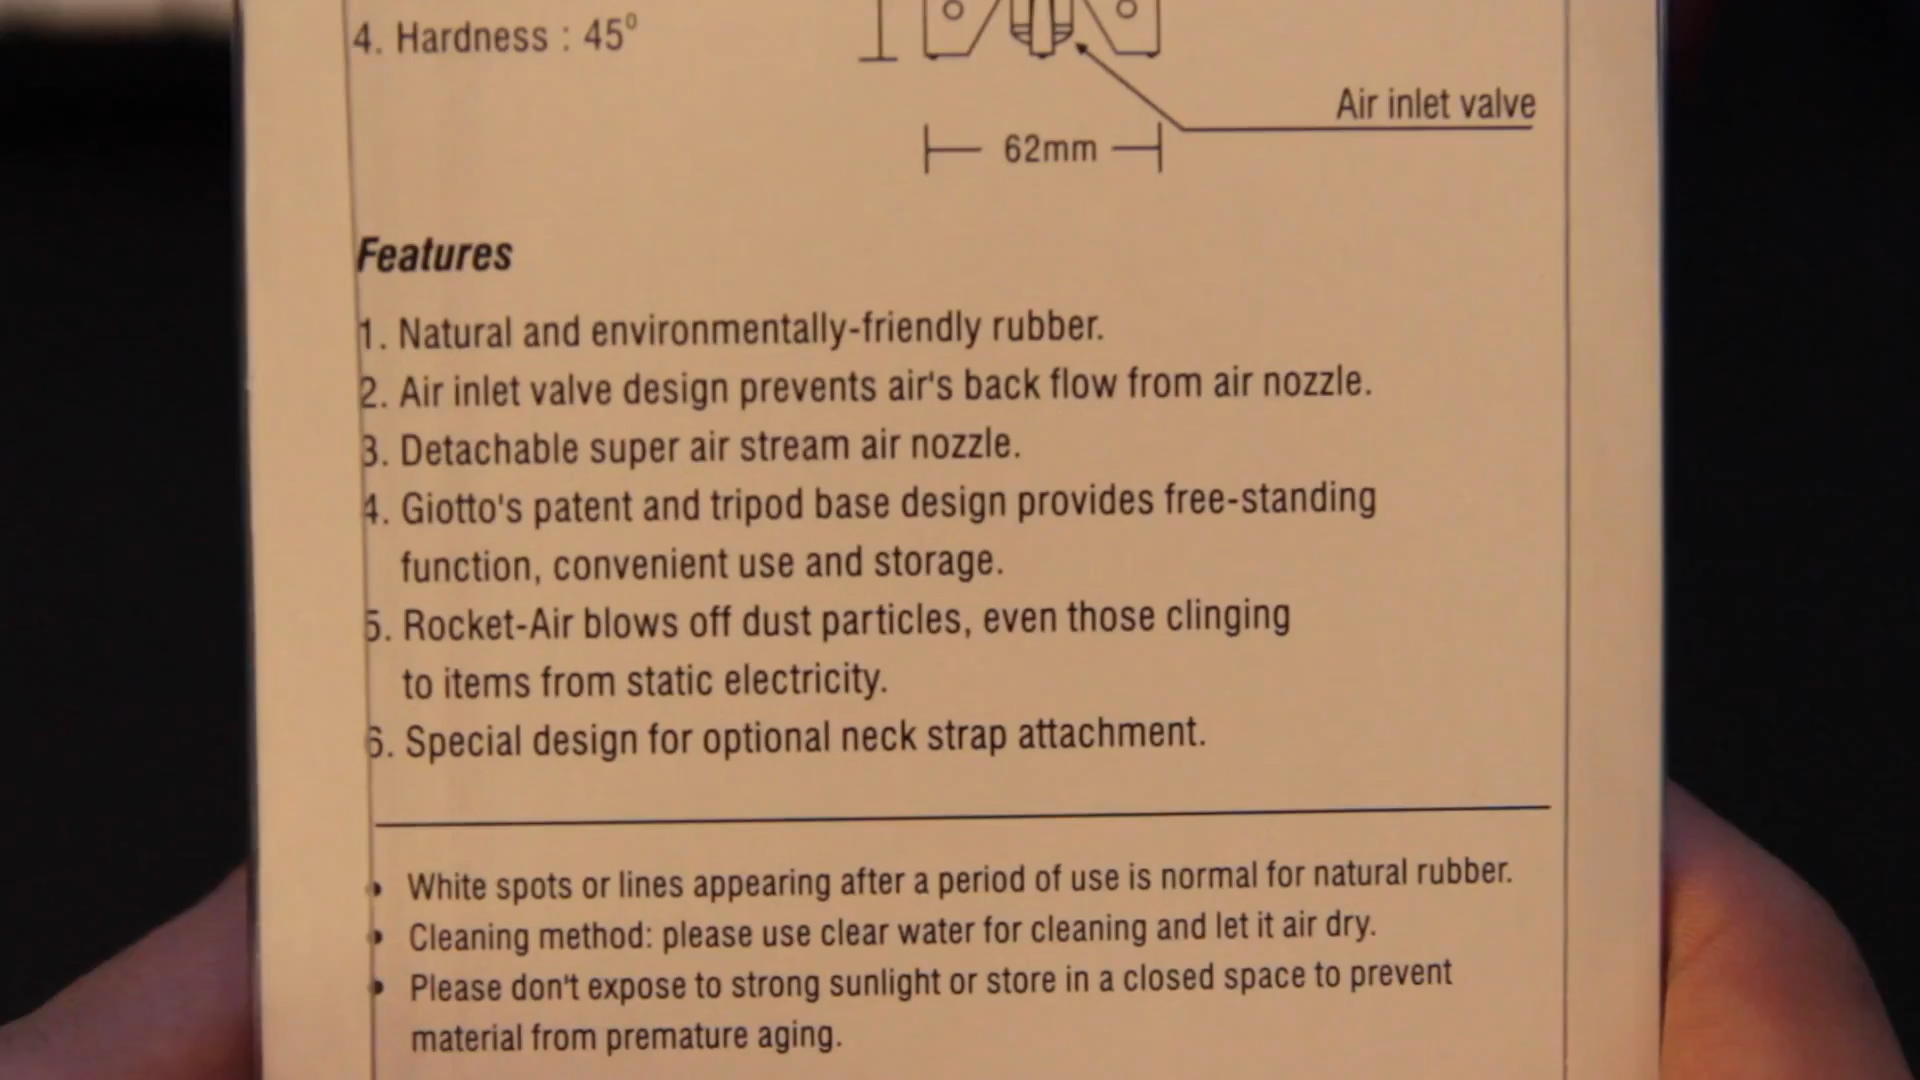 4. Hardness : 45⁰
Air inlet valve
62mm
Features
1. Natural and environmentally-friendly rubber.
2. Air inlet valve design prevents air's back flow from air nozzle.
3. Detachable super air stream air nozzle.
4. Giotto's patent and tripod base design provides free-standing
function, convenient use and storage.
5. Rocket-Air blows off dust particles, even those clinging
to items from static electricity.
6. Special design for optional neck strap attachment.
• White spots or lines appearing after a period of use is normal for natural rubber.
• Cleaning method: please use clear water for cleaning and let it air dry.
• Please don't expose to strong sunlight or store in a closed space to prevent
material from premature aging.